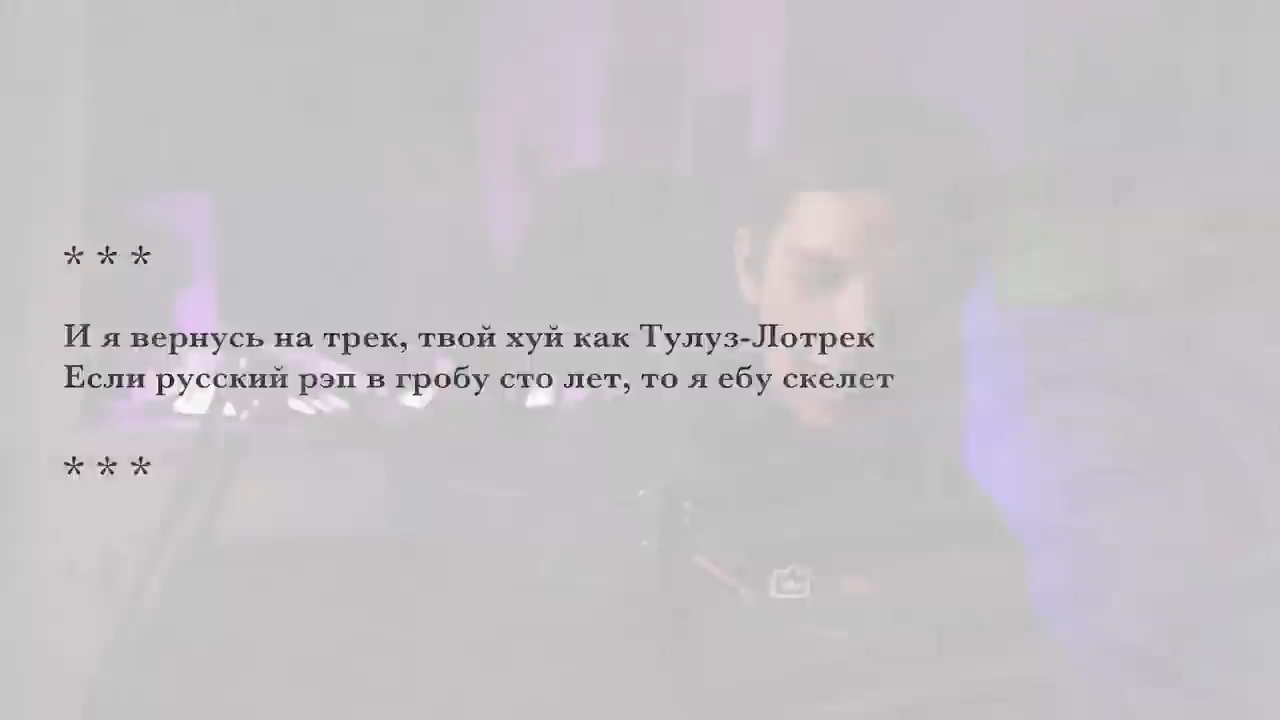 * * *
И я вернусь на трек, твой хуй как Тулуз-Лотрек
Если русский рэп в гробу сто лет, то я ебу скелет
* * *